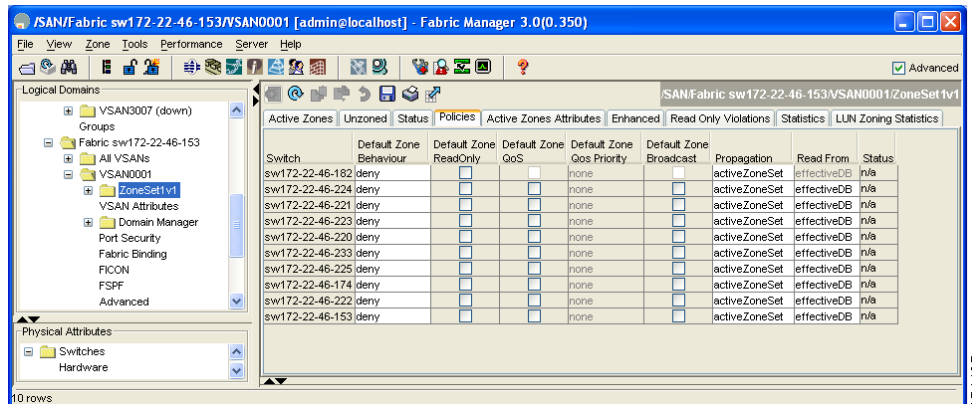 /SAN/Fabric sw172-22-46-153/VSAN0001 [admin@localhost] - Fabric Manager 3.0(0.350)
File View Zone Tools Performance Server Help
Advanced
Logical Domains
VSAN3007 (down)
Groups
Fabric sw172-22-46-153
All VSANs
VSAN0001
ZoneSet1v1
VSAN Attributes
Domain Manager
Port Security
Fabric Binding
FICON
FSPF
Advanced
Physical Attributes
Switches
Hardware
/SAN/Fabric sw172-22-46-153/VSAN0001/ZoneSet1v1
Active Zones Unzoned Status Policies Active Zones Attributes Enhanced Read Only Violations Statistics LUN Zoning Statistics
Default Zone Default Zone Default Zone Default Zone Default Zone
Switch Behaviour ReadOnly QoS Qos Priority Broadcast Propagation Read From Status
sw172-22-46-182 deny none activeZoneSet effectiveDB n/a
sw172-22-46-224 deny none activeZoneSet effectiveDB n/a
sw172-22-46-221 deny none activeZoneSet effectiveDB n/a
sw172-22-46-223 deny none activeZoneSet effectiveDB n/a
sw172-22-46-220 deny none activeZoneSet effectiveDB n/a
sw172-22-46-233 deny none activeZoneSet effectiveDB n/a
sw172-22-46-225 deny none activeZoneSet effectiveDB n/a
sw172-22-46-174 deny none activeZoneSet effectiveDB n/a
sw172-22-46-222 deny none activeZoneSet effectiveDB n/a
sw172-22-46-153 deny none activeZoneSet effectiveDB n/a
10 rows